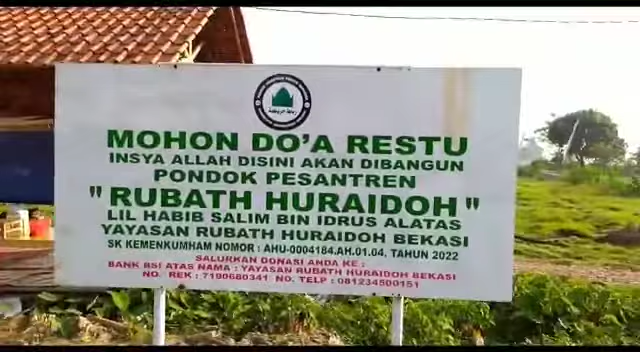 MOHON DO'A RESTU
INSYA ALLAH DISINI AKAN DIBANGUN
PONDOK PESANTREN
"RUBATH HURAIDOH"
LIL HABIB SALIM BIN IDRUS ALATAS
YAYASAN RUBATH HURAIDOH BEKASI
SK KEMENKUMHAM NOMOR : AHU-0004184.AH.01.04. TAHUN 2022
SALURKAN DONASI ANDA KE :
BANK BSI ATAS NAMA : YAYASAN RUBATH HURAIDOH BEKASI
NO. REK : 7190680341 NO. TELP : 081234500151